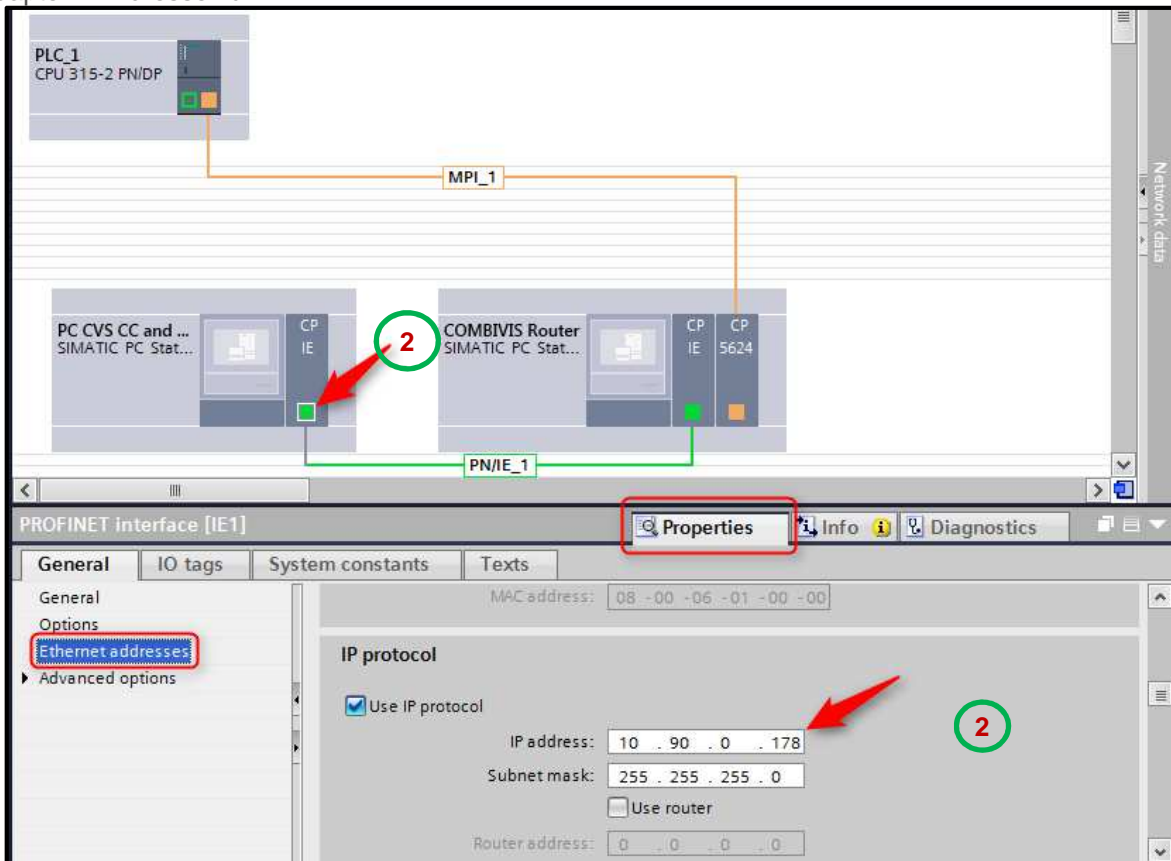 PLC_1
CPU 315-2 PN/DP
MPI_1
Network data
PC CVS CC and ...
SIMATIC PC Stat...
CP
IE
2
COMBIVIS Router
SIMATIC PC Stat...
CP
IE
CP
5624
PN/IE_1
PROFINET interface [IE1]
Properties
Info
Diagnostics
General
IO tags
System constants
Texts
General
Options
Ethernet addresses
Advanced options
MAC address: 08 -00 -06 -01 -00 -00
IP protocol
Use IP protocol
IP address: 10 . 90 . 0 . 178
2
Subnet mask: 255 . 255 . 255 . 0
Use router
Router address: 0 . 0 . 0 . 0